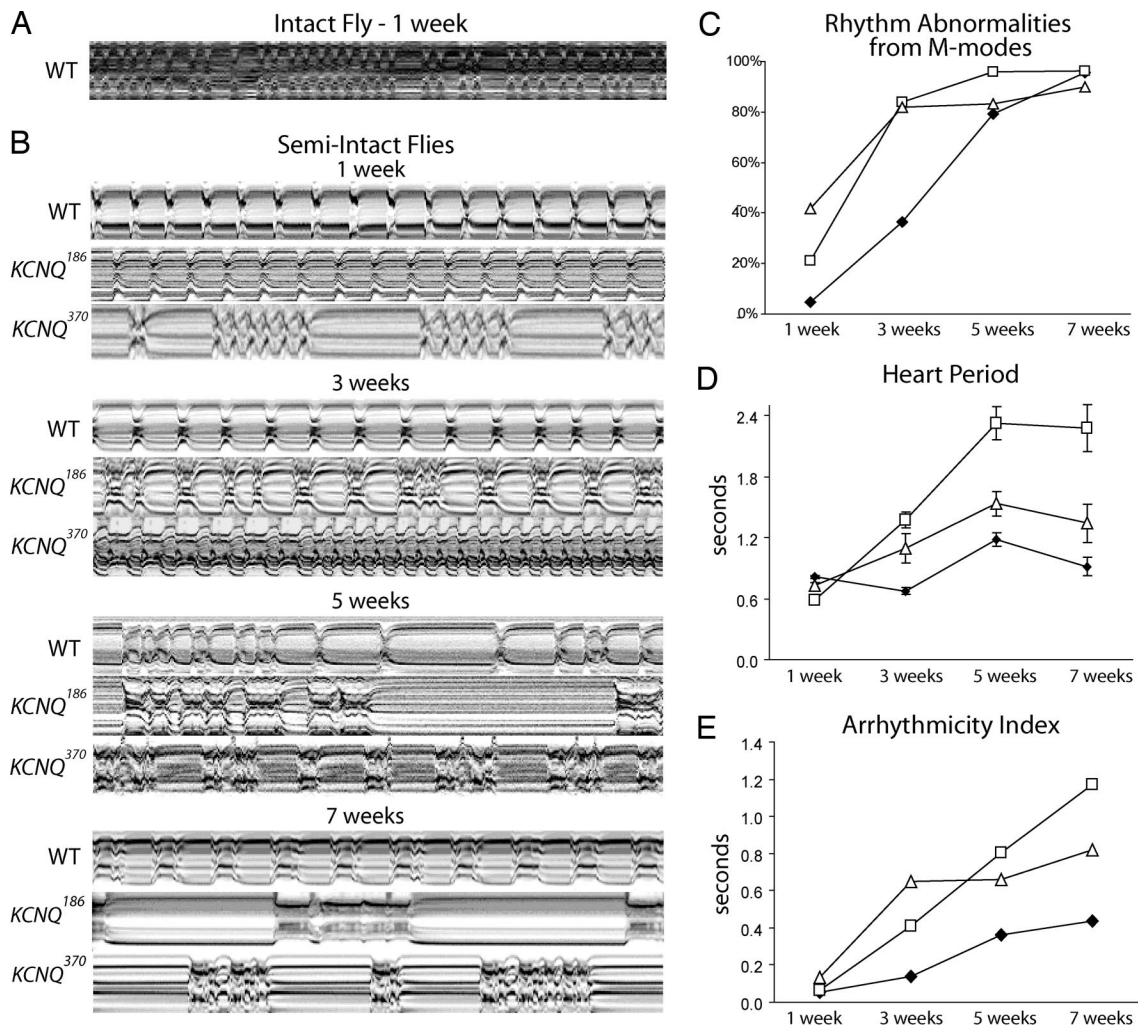 A
Intact Fly - 1 week
WT
B
Semi-Intact Flies
1 week
WT
KCNQ186
KCNQ370
3 weeks
WT
KCNQ186
KCNQ370
5 weeks
WT
KCNQ186
KCNQ370
7 weeks
WT
KCNQ186
KCNQ370
C
Rhythm Abnormalities
from M-modes
100%
80%
60%
40%
20%
.0%
1 week 3 weeks 5 weeks 7 weeks
D
Heart Period
seconds
2.4
1.8
1.2
0.6
0.0
1 week 3 weeks 5 weeks 7 weeks
E
Arrhythmicity Index
seconds
1.4
1.2
1.0
0.8
0.6
0.4
0.2
0.0
1 week 3 weeks 5 weeks 7 weeks